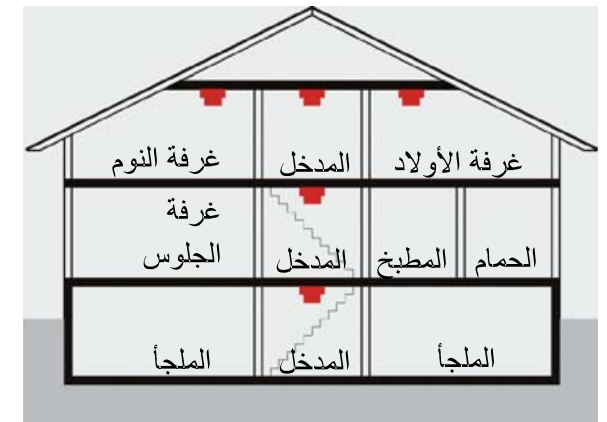 غرفة الأولاد
المدخل
غرفة النوم
الحمام
المطبخ
المدخل
غرفة
الجلوس
الملجأ
المدخل
الملجأ